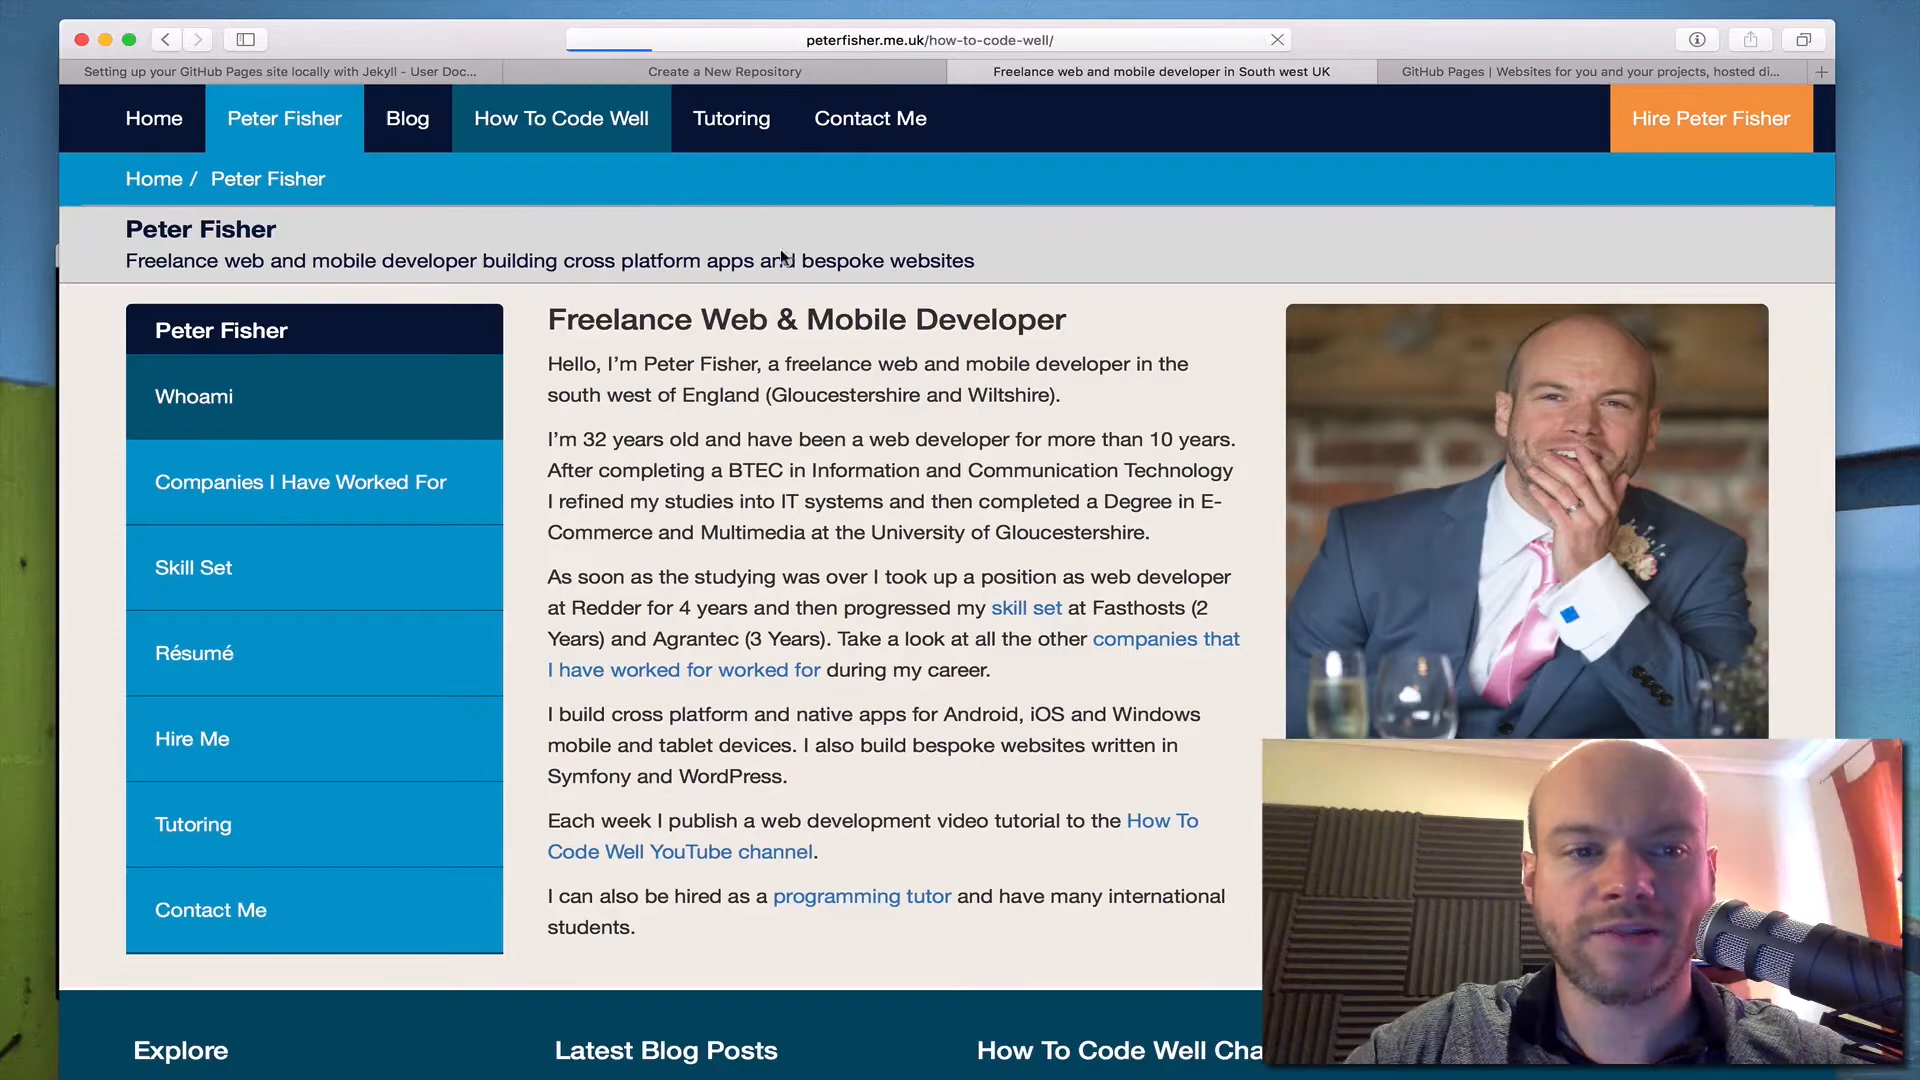 peterfisher.me.uk/how-to-code-well/
Setting up your GitHub Pages site locally with Jekyll - User Doc...
Create a New Repository
Freelance web and mobile developer in South west UK
GitHub Pages | Websites for you and your projects, hosted di...
Home
Peter Fisher
Blog
How To Code Well
Tutoring
Contact Me
Hire Peter Fisher
Home / Peter Fisher
Peter Fisher
Freelance web and mobile developer building cross platform apps and bespoke websites
Peter Fisher
Whoami
Companies I Have Worked For
Skill Set
Résumé
Hire Me
Tutoring
Contact Me
Freelance Web & Mobile Developer
Hello, I'm Peter Fisher, a freelance web and mobile developer in the
south west of England (Gloucestershire and Wiltshire).
I'm 32 years old and have been a web developer for more than 10 years.
After completing a BTEC in Information and Communication Technology
I refined my studies into IT systems and then completed a Degree in E-
Commerce and Multimedia at the University of Gloucestershire.
As soon as the studying was over I took up a position as web developer
at Redder for 4 years and then progressed my skill set at Fasthosts (2
Years) and Agrantec (3 Years). Take a look at all the other companies that
I have worked for worked for during my career.
I build cross platform and native apps for Android, iOS and Windows
mobile and tablet devices. I also build bespoke websites written in
Symfony and WordPress.
Each week I publish a web development video tutorial to the How To
Code Well YouTube channel.
I can also be hired as a programming tutor and have many international
students.
Explore
Latest Blog Posts
How To Code Well Cha